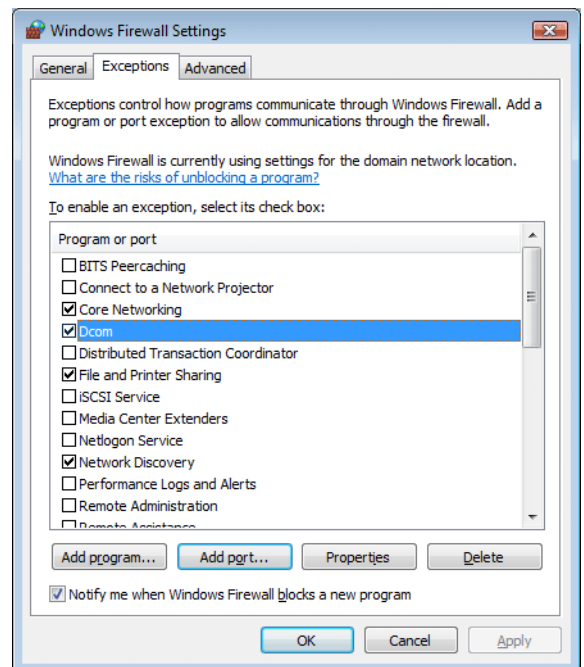 Windows Firewall Settings
General Exceptions Advanced
Exceptions control how programs communicate through Windows Firewall. Add a
program or port exception to allow communications through the firewall.
Windows Firewall is currently using settings for the domain network location.
What are the risks of unblocking a program?
To enable an exception, select its check box:
Program or port
BITS Peercaching
Connect to a Network Projector
Core Networking
Dcom
Distributed Transaction Coordinator
File and Printer Sharing
iSCSI Service
Media Center Extenders
Netlogon Service
Network Discovery
Performance Logs and Alerts
Remote Administration
Remote Assistance
Add program... Add port... Properties Delete
Notify me when Windows Firewall blocks a new program
OK Cancel Apply